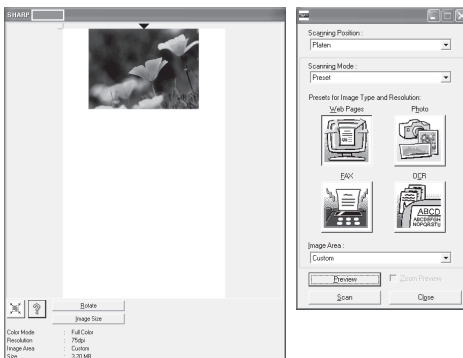 SHARP
Rotate
Image Size
Color Mode : Full Color
Resolution : 75dpi
Image Area : Custom
Size : 3.20 MB
Scanning Position :
Platen
Scanning Mode :
Preset
Presets for Image Type and Resolution:
Web Pages
Photo
FAX
OCR
ABCD
ABCDEFGH
NOPQRSTU
Image Area :
Custom
Preview
Zoom Preview
Scan
Close